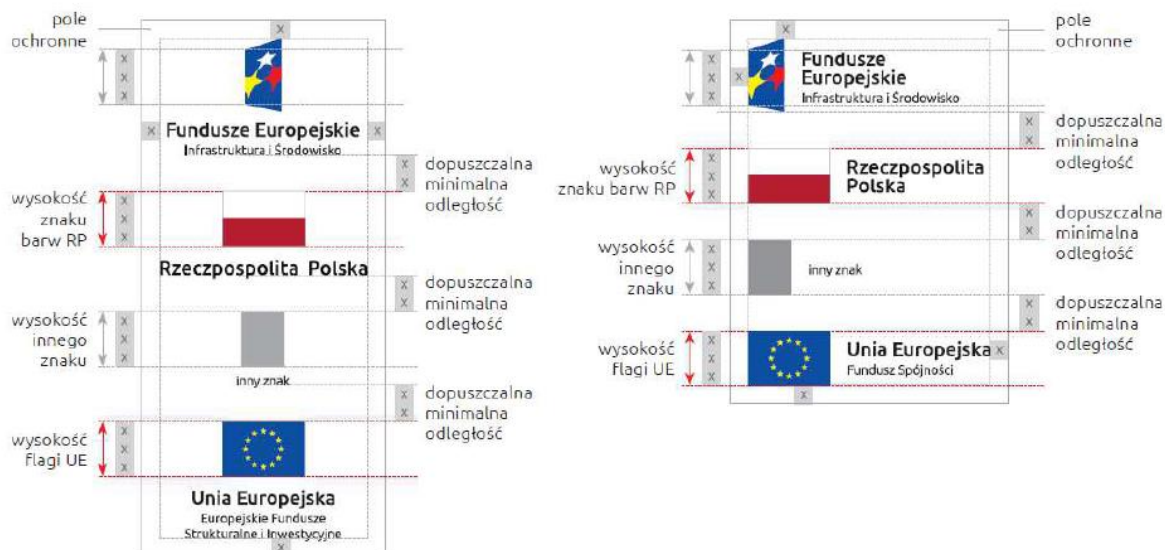 pole
ochronne
x
x
x
x
x
Fundusze Europejskie
x
Infrastruktura i Środowisko
x
x
dopuszczalna
minimalna
odległość
wysokość
znaku
barw RP
x
x
x
Rzeczpospolita Polska
x
x
dopuszczalna
minimalna
odległość
wysokość
innego
znaku
x
x
x
inny znak
x
x
dopuszczalna
minimalna
odległość
wysokość
flagi UE
x
x
x
Unia Europejska
Europejskie Fundusze
Strukturalne i Inwestycyjne
x
pole
ochronne
x
x
x
x
x
Fundusze
Europejskie
Infrastruktura i Środowisko
x
x
dopuszczalna
minimalna
odległość
wysokość
znaku barw RP
x
x
x
Rzeczpospolita
Polska
x
x
dopuszczalna
minimalna
odległość
wysokość
innego
znaku
x
x
x
inny znak
x
x
dopuszczalna
minimalna
odległość
wysokość
flagi UE
x
x
x
Unia Europejska
x
Fundusz Spójności
x